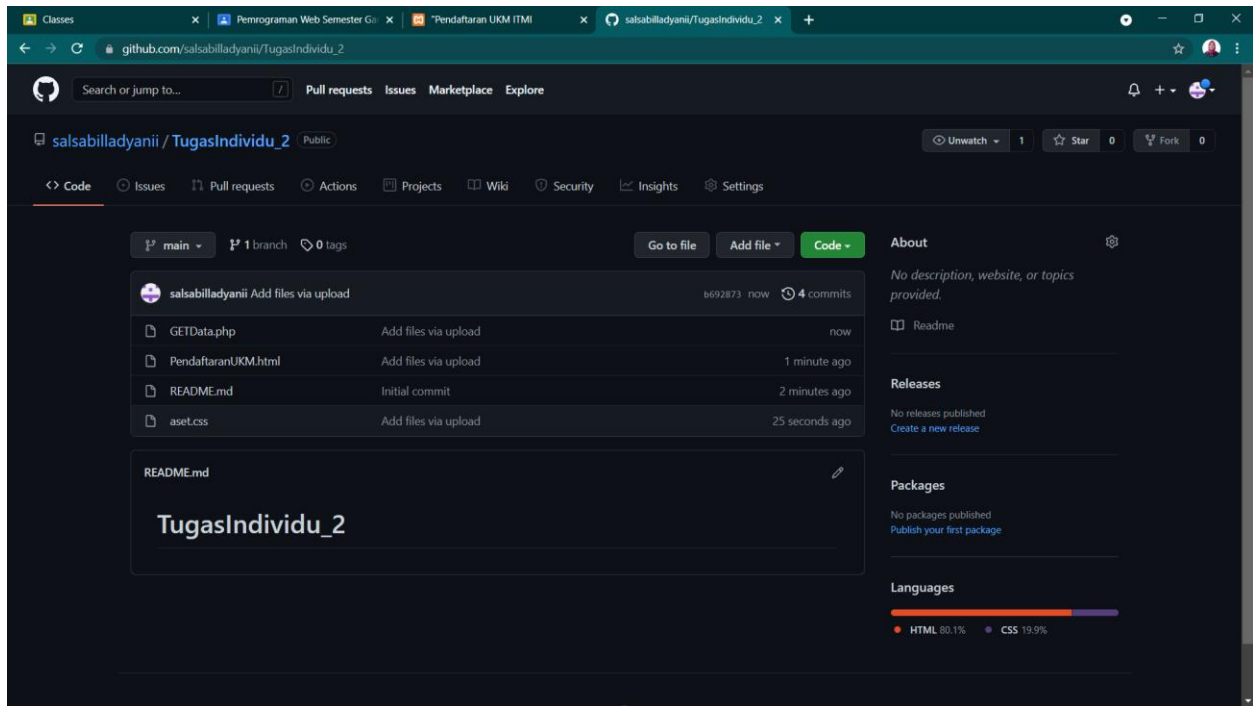 Classes
Pemrograman Web Semester Ga
"Pendaftaran UKM ITMI
salsabilladyanii/TugasIndividu_2
github.com/salsabilladyanii/TugasIndividu_2
Search or jump to...
/
Pull requests Issues Marketplace Explore
salsabilladyanii / TugasIndividu_2 Public
Unwatch 1 Star 0 Fork 0
<> Code Issues Pull requests Actions Projects Wiki Security Insights Settings
main 1 branch 0 tags Go to file Add file Code
salsabilladyanii Add files via upload b692873 now 4 commits
GETData.php Add files via upload now
PendaftaranUKM.html Add files via upload 1 minute ago
README.md Initial commit 2 minutes ago
aset.css Add files via upload 25 seconds ago
README.md
TugasIndividu_2
About
No description, website, or topics
provided.
Readme
Releases
No releases published
Create a new release
Packages
No packages published
Publish your first package
Languages
HTML 80.1% CSS 19.9%